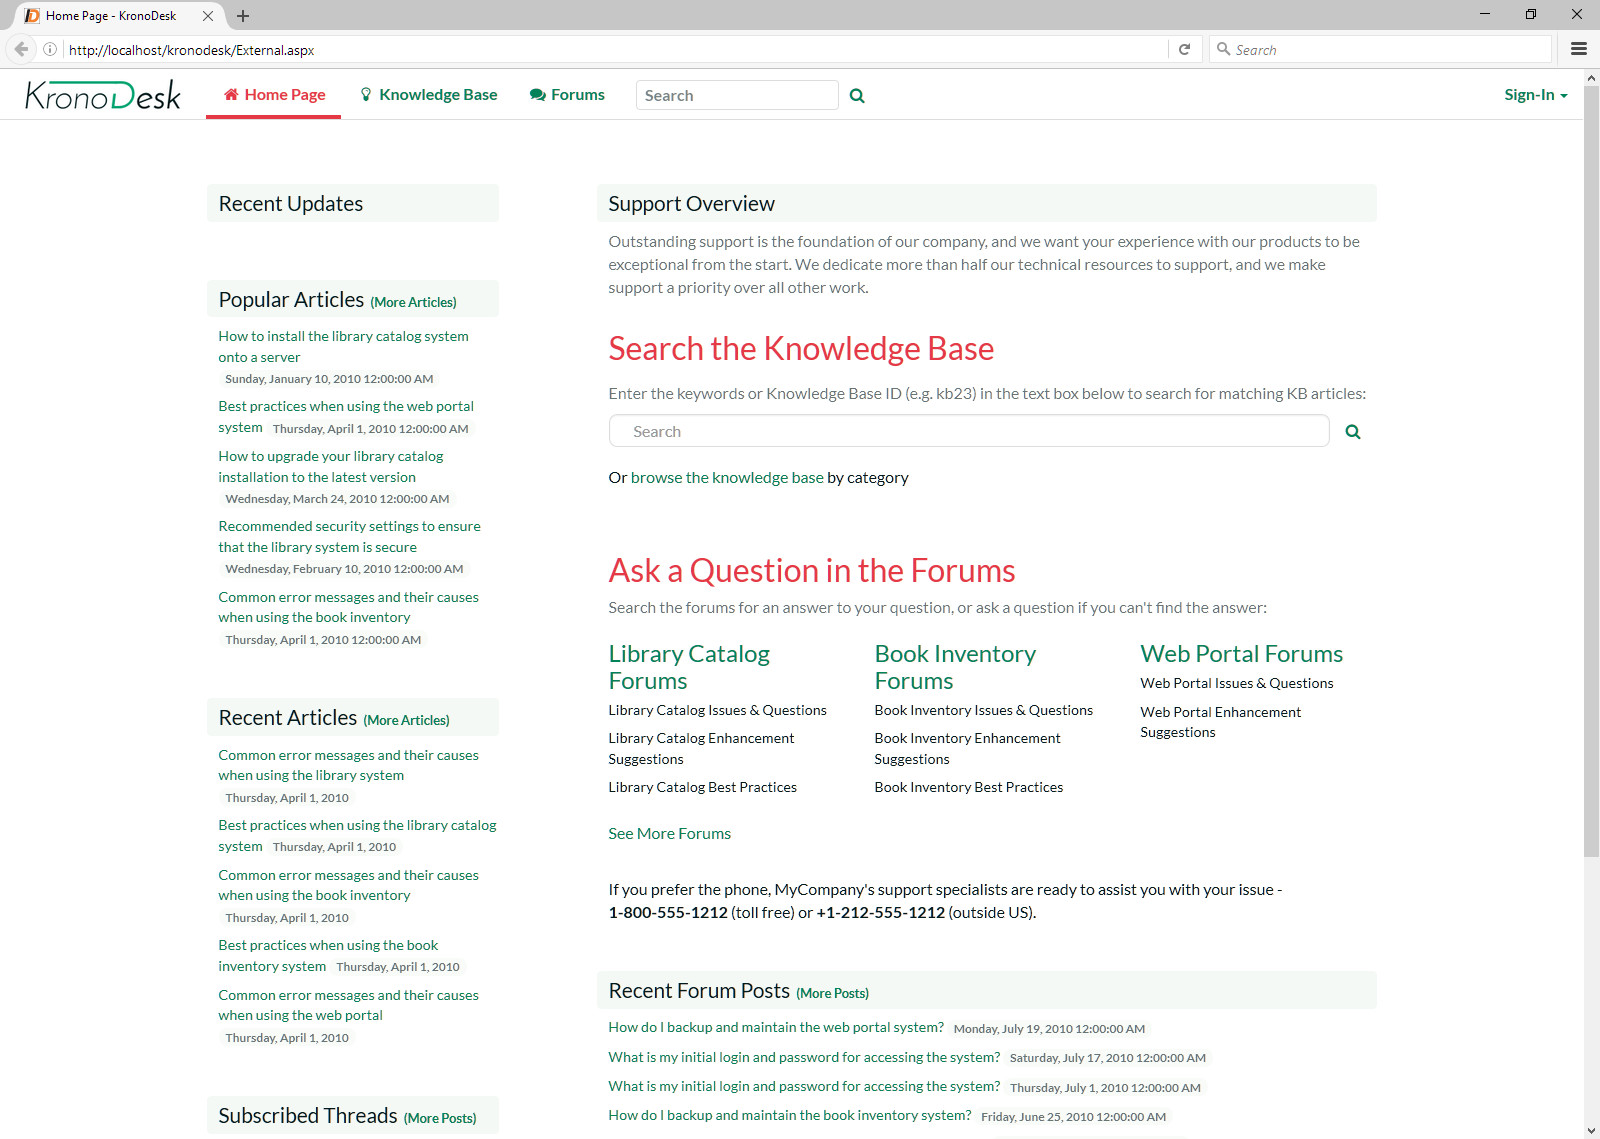 Home Page - KronoDesk
http://localhost/kronodesk/External.aspx
Search
KronoDesk
Home Page
Knowledge Base
Forums
Search
Sign-In
Recent Updates
Popular Articles (More Articles)
How to install the library catalog system
onto a server
Sunday, January 10, 2010 12:00:00 AM
Best practices when using the web portal
system Thursday, April 1, 2010 12:00:00 AM
How to upgrade your library catalog
installation to the latest version
Wednesday, March 24, 2010 12:00:00 AM
Recommended security settings to ensure
that the library system is secure
Wednesday, February 10, 2010 12:00:00 AM
Common error messages and their causes
when using the book inventory
Thursday, April 1, 2010 12:00:00 AM
Recent Articles (More Articles)
Common error messages and their causes
when using the library system
Thursday, April 1, 2010
Best practices when using the library catalog
system Thursday, April 1, 2010
Common error messages and their causes
when using the book inventory
Thursday, April 1, 2010
Best practices when using the book
inventory system Thursday, April 1, 2010
Common error messages and their causes
when using the web portal
Thursday, April 1, 2010
Subscribed Threads (More Posts)
Support Overview
Outstanding support is the foundation of our company, and we want your experience with our products to be
exceptional from the start. We dedicate more than half our technical resources to support, and we make
support a priority over all other work.
Search the Knowledge Base
Enter the keywords or Knowledge Base ID (e.g. kb23) in the text box below to search for matching KB articles:
Search
Or browse the knowledge base by category
Ask a Question in the Forums
Search the forums for an answer to your question, or ask a question if you can't find the answer:
Library Catalog
Forums
Library Catalog Issues & Questions
Library Catalog Enhancement
Suggestions
Library Catalog Best Practices
Book Inventory
Forums
Book Inventory Issues & Questions
Book Inventory Enhancement
Suggestions
Book Inventory Best Practices
Web Portal Forums
Web Portal Issues & Questions
Web Portal Enhancement
Suggestions
See More Forums
If you prefer the phone, MyCompany's support specialists are ready to assist you with your issue -
1-800-555-1212 (toll free) or +1-212-555-1212 (outside US).
Recent Forum Posts (More Posts)
How do I backup and maintain the web portal system? Monday, July 19, 2010 12:00:00 AM
What is my initial login and password for accessing the system? Saturday, July 17, 2010 12:00:00 AM
What is my initial login and password for accessing the system? Thursday, July 1, 2010 12:00:00 AM
How do I backup and maintain the book inventory system? Friday, June 25, 2010 12:00:00 AM